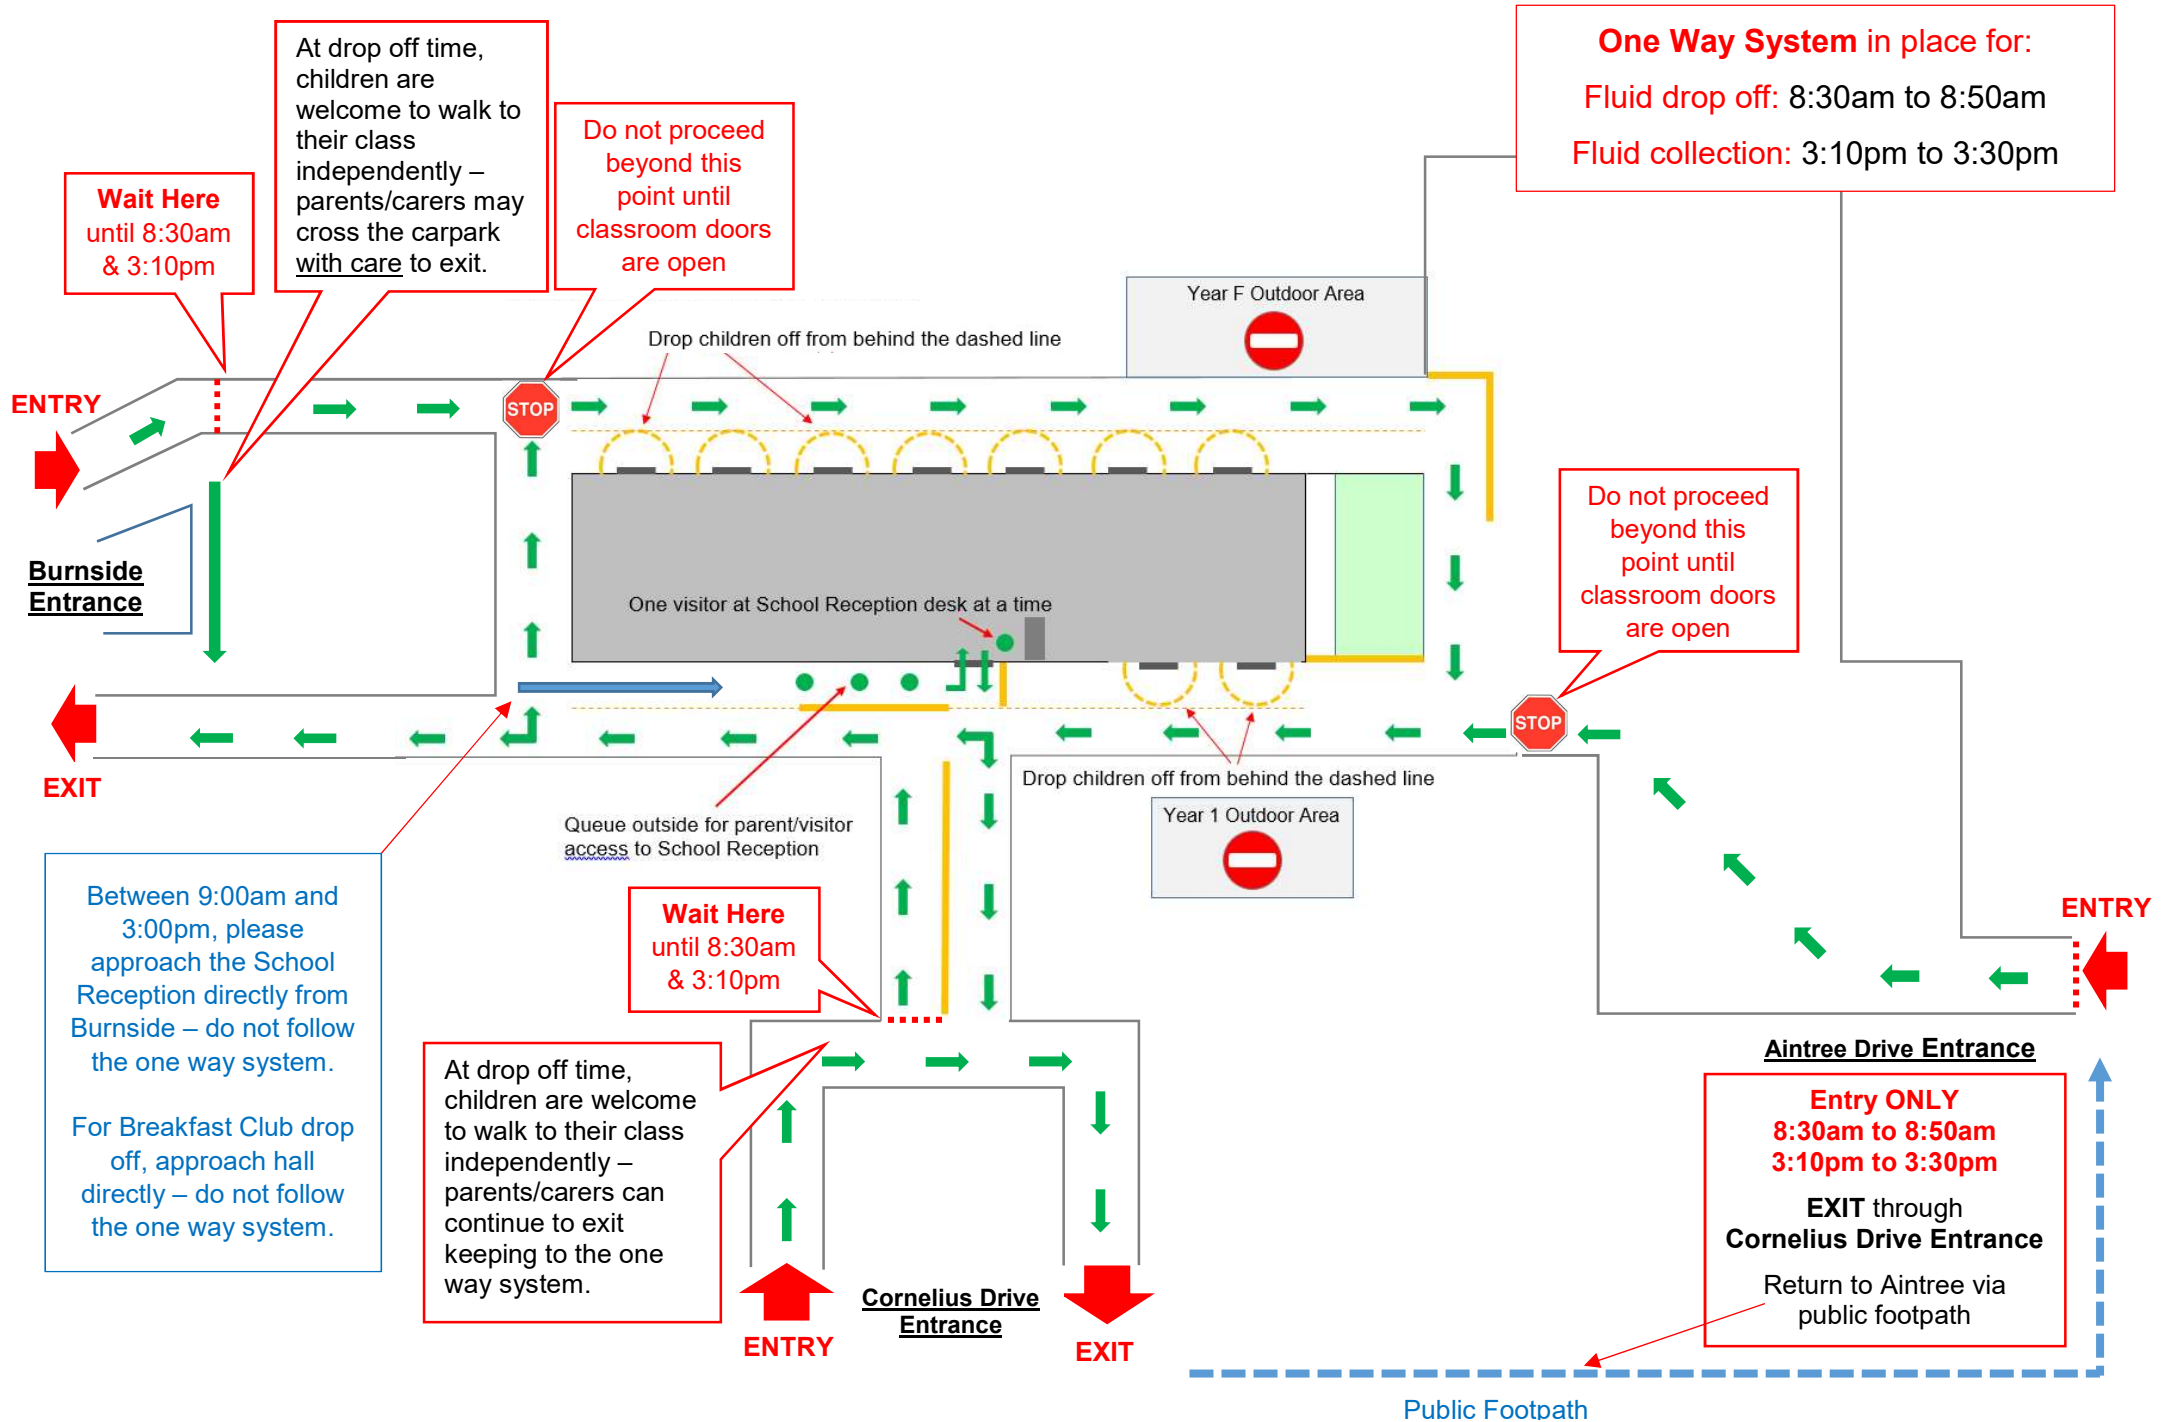 One Way System in place for:
Fluid drop off: 8:30am to 8:50am
Fluid collection: 3:10pm to 3:30pm
At drop off time,
children are
welcome to walk to
their class
independently –
parents/carers may
cross the carpark
with care to exit.
Do not proceed
beyond this
point until
classroom doors
are open
Wait Here
until 8:30am
& 3:10pm
Year F Outdoor Area
Drop children off from behind the dashed line
ENTRY
STOP
Do not proceed
beyond this
point until
classroom doors
are open
Burnside
Entrance
One visitor at School Reception desk at a time
STOP
EXIT
Drop children off from behind the dashed line
Year 1 Outdoor Area
Queue outside for parent/visitor
access to School Reception
Between 9:00am and
3:00pm, please
approach the School
Reception directly from
Burnside – do not follow
the one way system.
For Breakfast Club drop
off, approach hall
directly – do not follow
the one way system.
Wait Here
until 8:30am
& 3:10pm
ENTRY
At drop off time,
children are welcome
to walk to their class
independently –
parents/carers can
continue to exit
keeping to the one
way system.
Aintree Drive Entrance
Entry ONLY
8:30am to 8:50am
3:10pm to 3:30pm
EXIT through
Cornelius Drive Entrance
Return to Aintree via
public footpath
Cornelius Drive
Entrance
ENTRY
EXIT
Public Footpath